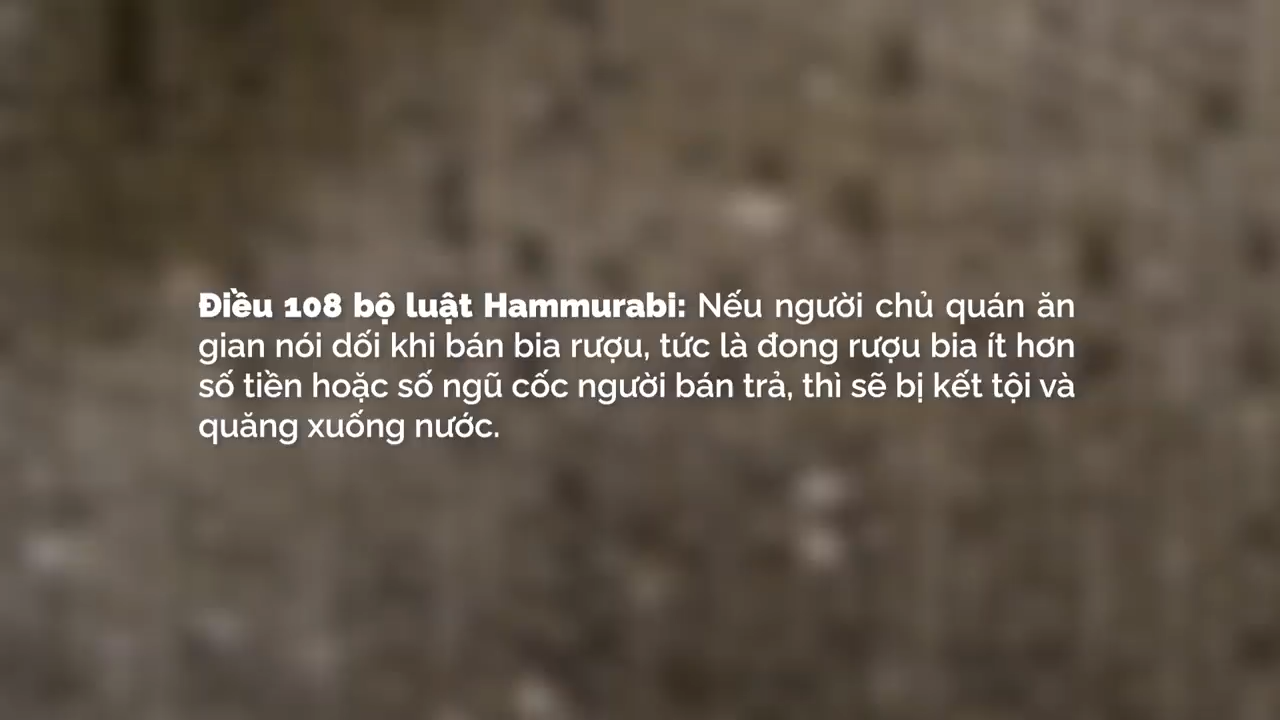 Điều 108 bộ luật Hammurabi: Nếu người chủ quán ăn
gian nói dối khi bán bia rượu, tức là đong rượu bia ít hơn
số tiền hoặc số ngũ cốc người bán trả, thì sẽ bị kết tội và
quăng xuống nước.